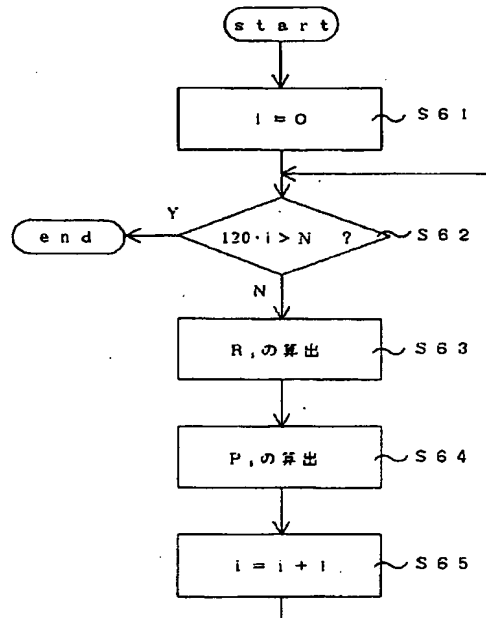 start
i = 0
S61
Y
end
120·i > N ?
S62
N
R_iの算出
S63
P_iの算出
S64
i = i + 1
S65